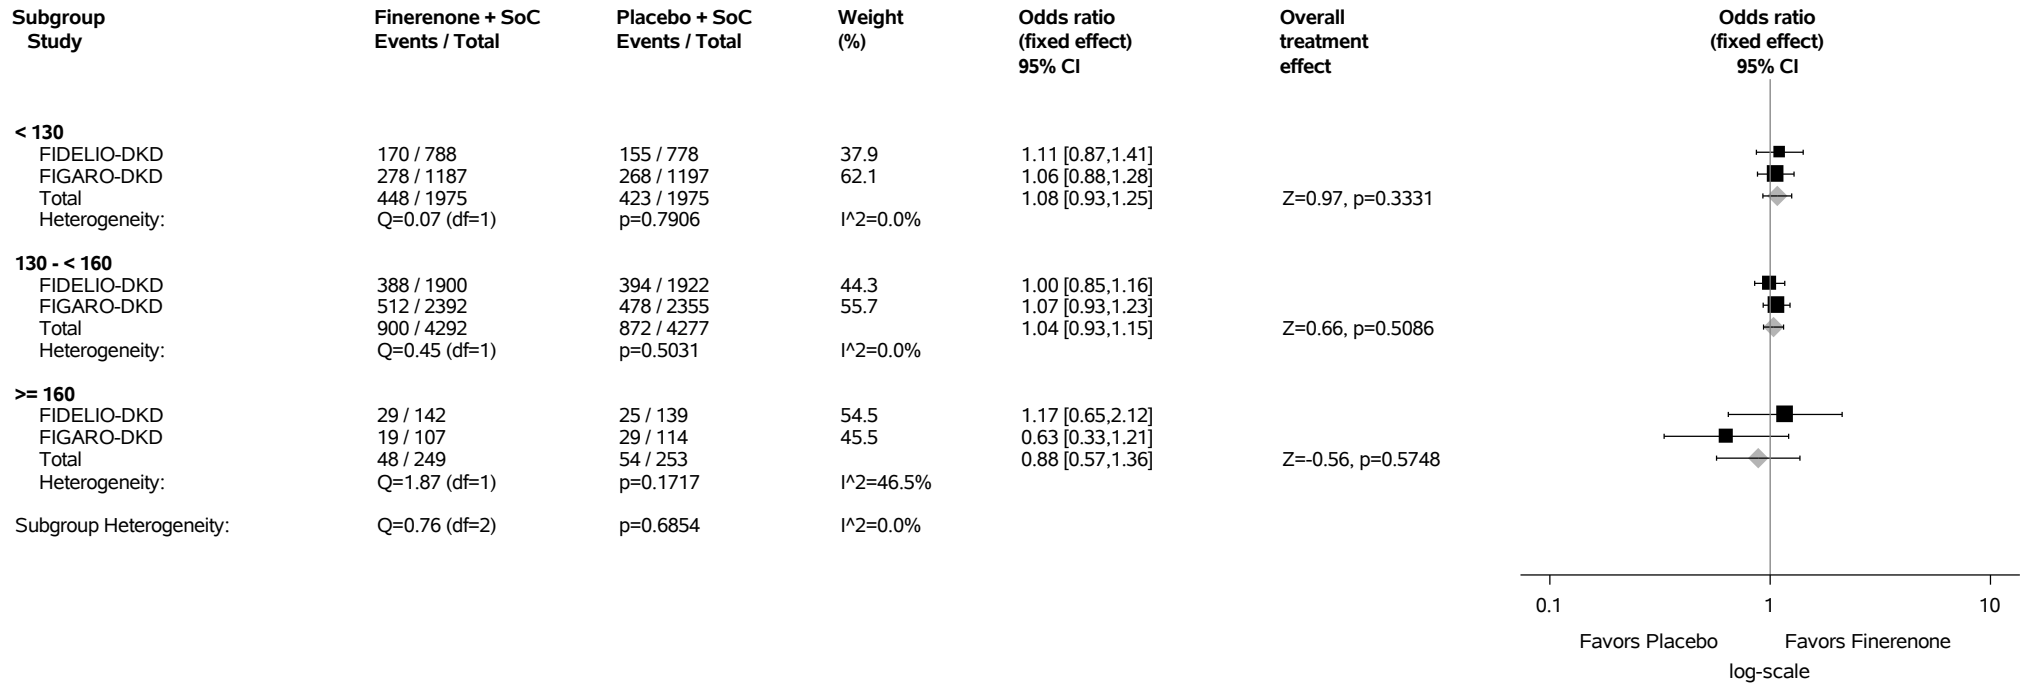 Subgroup Finerenone + SoC Placebo + SoC Weight Odds ratio Overall Odds ratio
Study Events / Total Events / Total (%) (fixed effect) treatment (fixed effect)
95% CI effect 95% CI
< 130
FIDELIO-DKD 170 / 788 155 / 778 37.9 1.11 [0.87,1.41]
FIGARO-DKD 278 / 1187 268 / 1197 62.1 1.06 [0.88,1.28]
Total 448 / 1975 423 / 1975 1.08 [0.93,1.25] Z=0.97, p=0.3331
Heterogeneity: Q=0.07 (df=1) p=0.7906 I^2=0.0%
130 - < 160
FIDELIO-DKD 388 / 1900 394 / 1922 44.3 1.00 [0.85,1.16]
FIGARO-DKD 512 / 2392 478 / 2355 55.7 1.07 [0.93,1.23]
Total 900 / 4292 872 / 4277 1.04 [0.93,1.15] Z=0.66, p=0.5086
Heterogeneity: Q=0.45 (df=1) p=0.5031 I^2=0.0%
>= 160
FIDELIO-DKD 29 / 142 25 / 139 54.5 1.17 [0.65,2.12]
FIGARO-DKD 19 / 107 29 / 114 45.5 0.63 [0.33,1.21]
Total 48 / 249 54 / 253 0.88 [0.57,1.36] Z=-0.56, p=0.5748
Heterogeneity: Q=1.87 (df=1) p=0.1717 I^2=46.5%
Subgroup Heterogeneity: Q=0.76 (df=2) p=0.6854 I^2=0.0%
0.1 1 10
Favors Placebo Favors Finerenone
log-scale